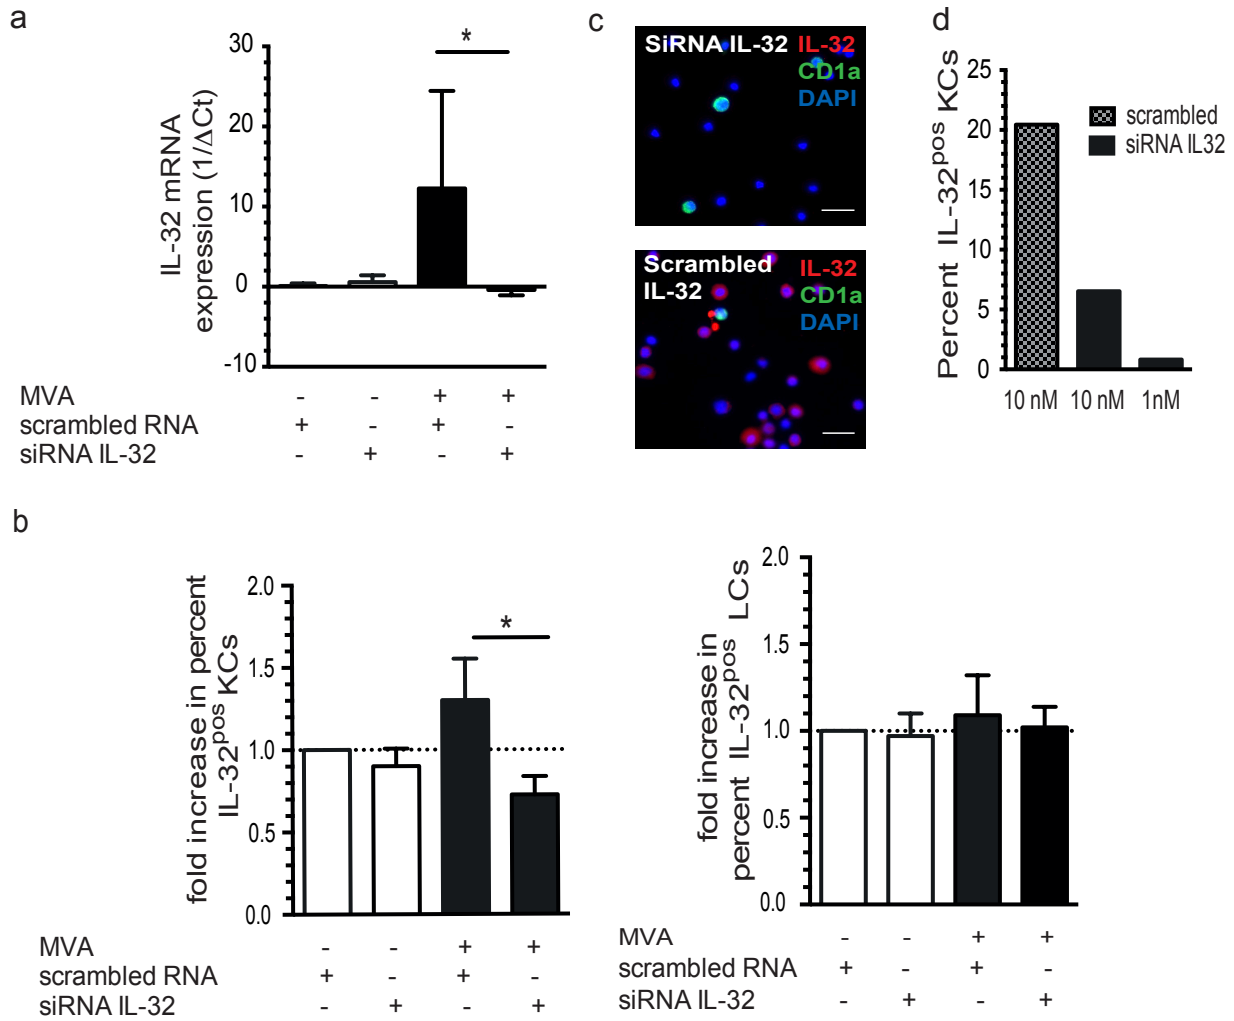 a
IL-32 mRNA
expression (1/ΔCt)
30
20
10
0
-10
*
MVA - - + +
scrambled RNA + - + -
siRNA IL-32 - + - +
c
SiRNA IL-32
IL-32
CD1a
DAPI
Scrambled
IL-32
IL-32
CD1a
DAPI
d
Percent IL-32pos KCs
25
20
15
10
5
0
scrambled
siRNA IL32
10 nM 10 nM 1nM
b
fold increase in percent
IL-32pos KCs
2.0
1.5
1.0
0.5
0.0
*
MVA - - + +
scrambled RNA + - + -
siRNA IL-32 - + - +
fold increase in
percent IL-32pos LCs
2.0
1.5
1.0
0.5
0.0
MVA - - + +
scrambled RNA + - + -
siRNA IL-32 - + - +